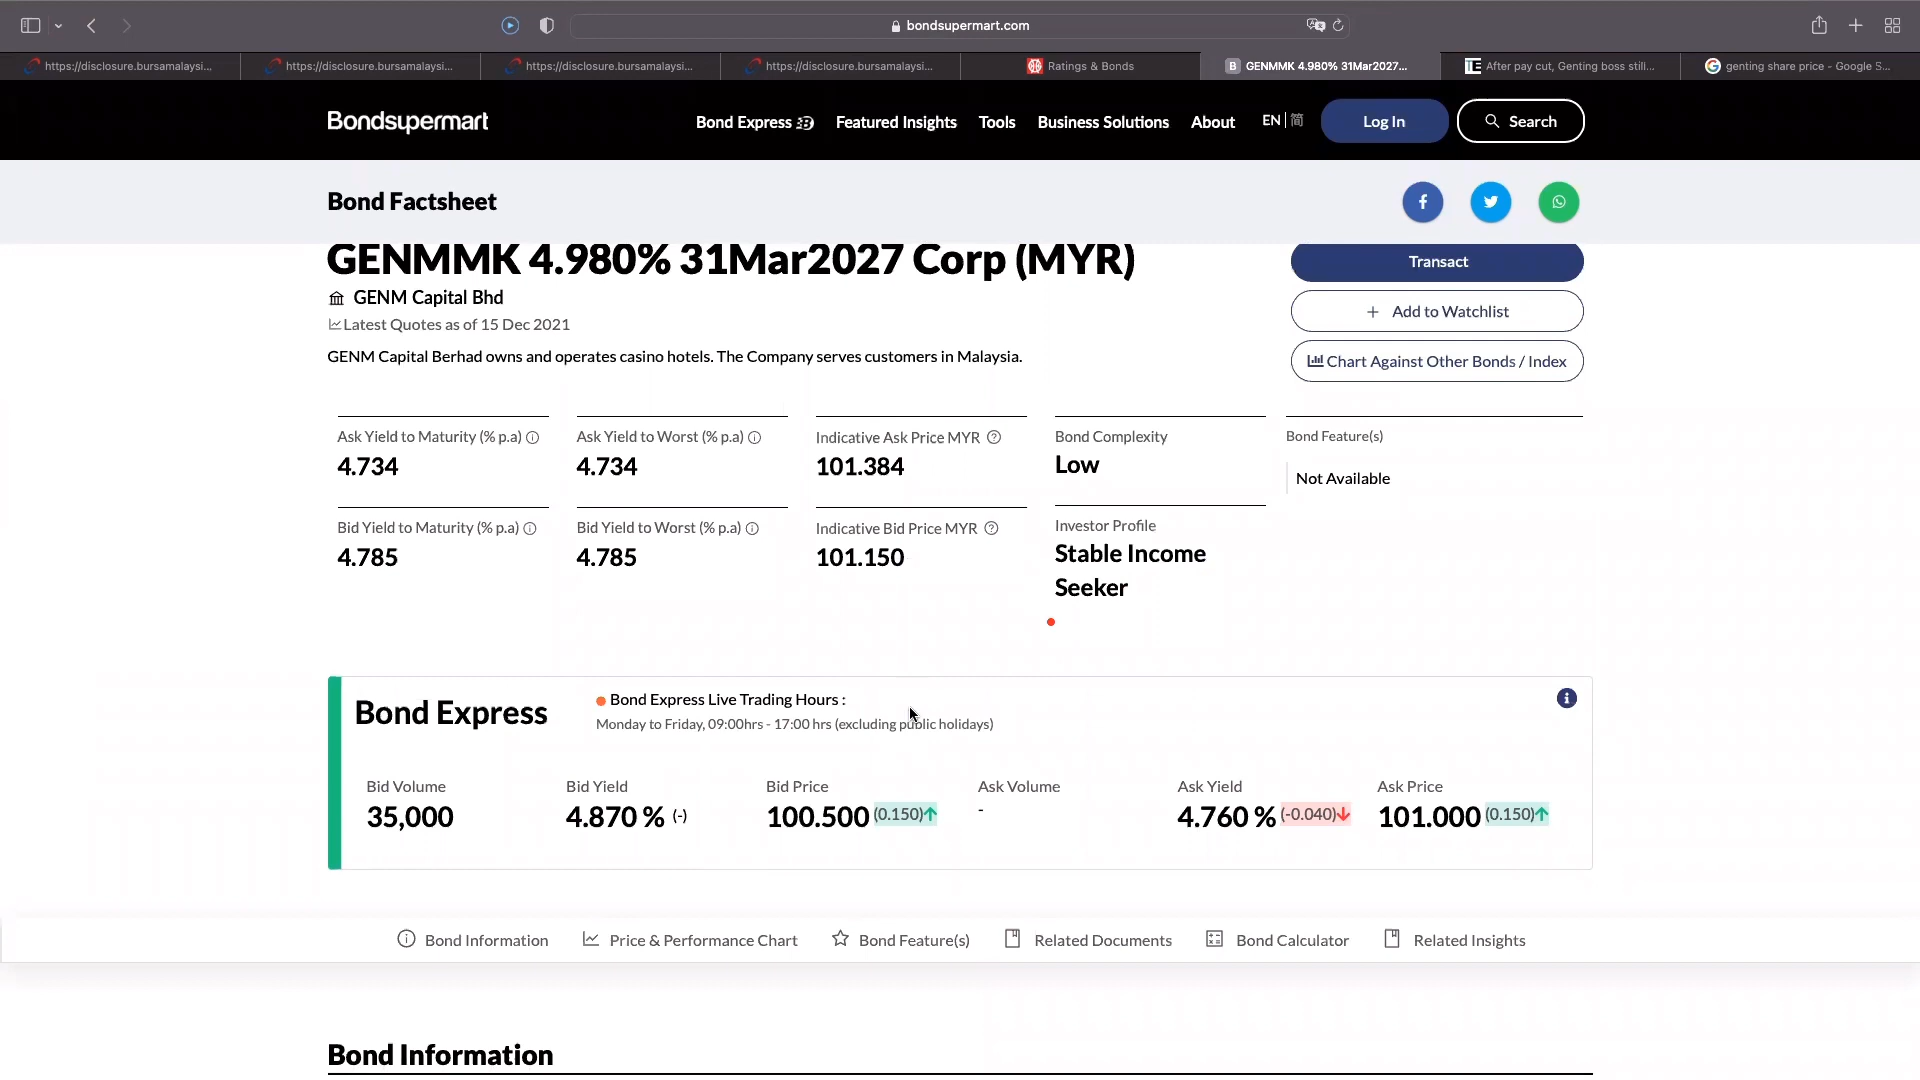 bondsupermart.com
https://disclosure.bursamalaysi...
https://disclosure.bursamalaysi...
https://disclosure.bursamalaysi...
https://disclosure.bursamalaysi...
Ratings & Bonds
B GENMMK 4.980% 31Mar2027...
After pay cut, Genting boss still...
genting share price - Google S...
Bondsupermart
Bond Express
Featured Insights
Tools
Business Solutions
About
EN | 简
Log In
Search
Bond Factsheet
GENMMK 4.980% 31Mar2027 Corp (MYR)
Transact
GENM Capital Bhd
+ Add to Watchlist
Latest Quotes as of 15 Dec 2021
GENM Capital Berhad owns and operates casino hotels. The Company serves customers in Malaysia.
Chart Against Other Bonds / Index
Ask Yield to Maturity (% p.a)
4.734
Ask Yield to Worst (% p.a)
4.734
Indicative Ask Price MYR
101.384
Bond Complexity
Low
Bond Feature(s)
Not Available
Bid Yield to Maturity (% p.a)
4.785
Bid Yield to Worst (% p.a)
4.785
Indicative Bid Price MYR
101.150
Investor Profile
Stable Income
Seeker
Bond Express
Bond Express Live Trading Hours :
Monday to Friday, 09:00hrs - 17:00 hrs (excluding public holidays)
Bid Volume
35,000
Bid Yield
4.870 % (-)
Bid Price
100.500 (0.150)↑
Ask Volume
-
Ask Yield
4.760 % (-0.040)↓
Ask Price
101.000 (0.150)↑
Bond Information
Price & Performance Chart
Bond Feature(s)
Related Documents
Bond Calculator
Related Insights
Bond Information